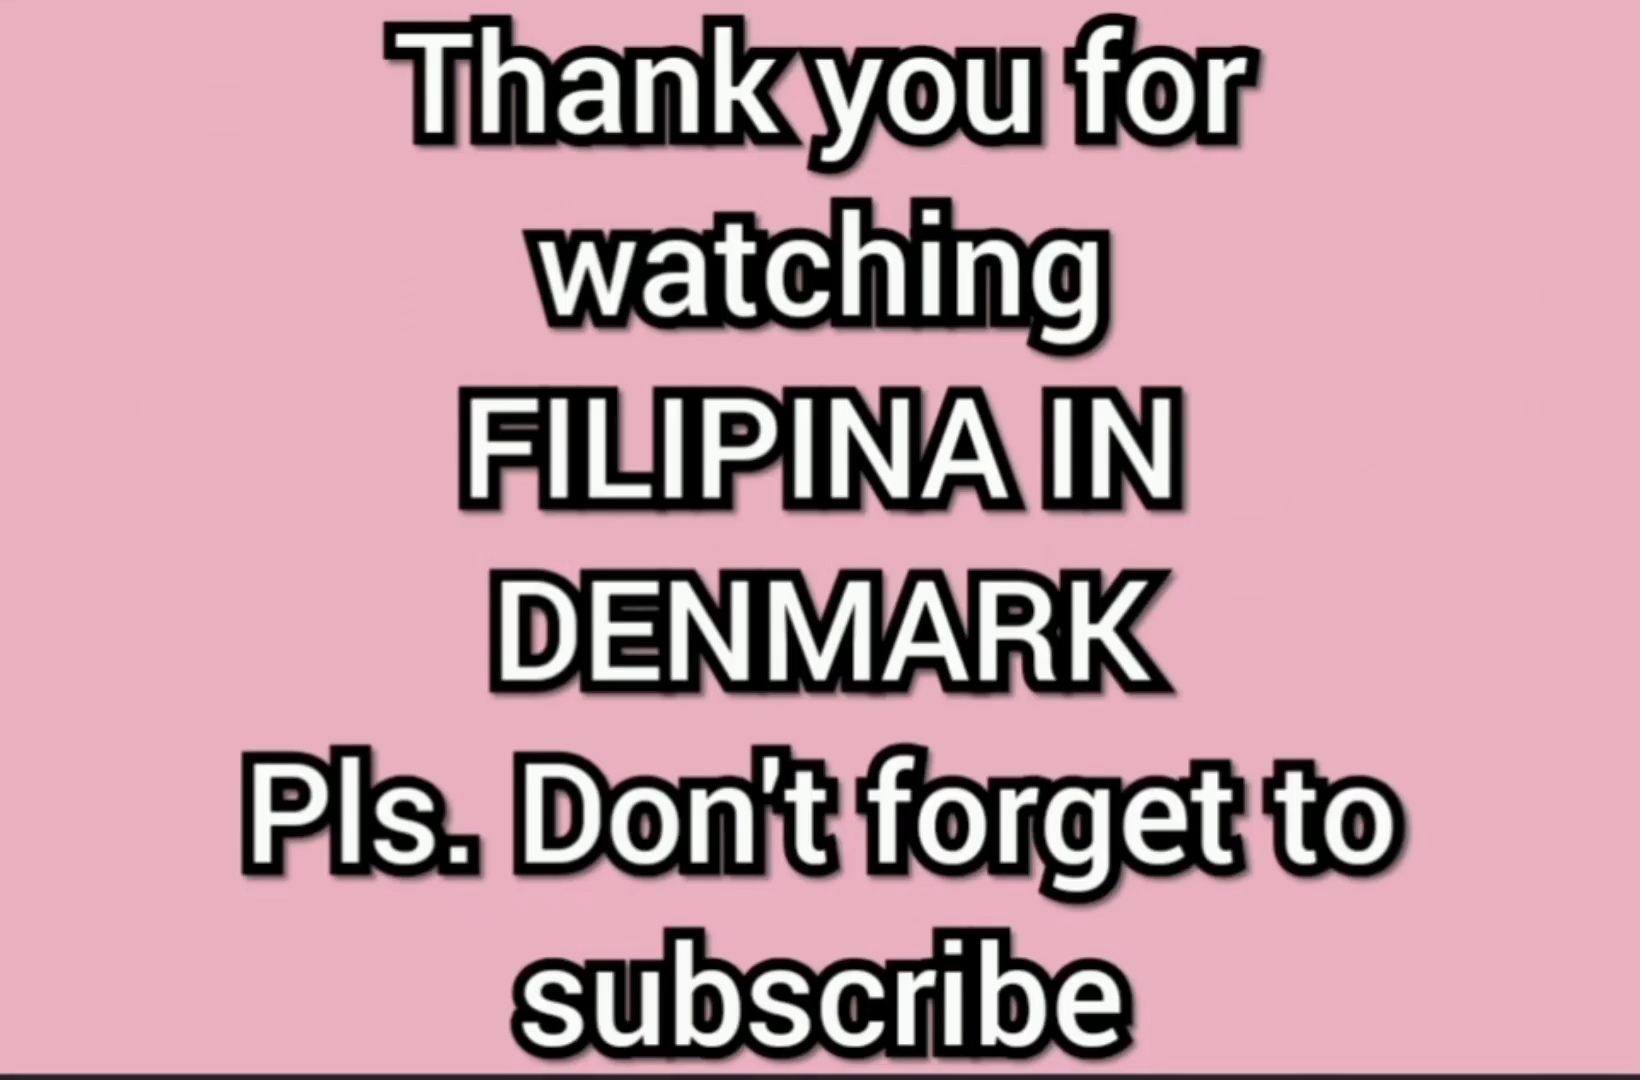 Thank you for
watching
FILIPINA IN
DENMARK
Pls. Don't forget to
subscribe